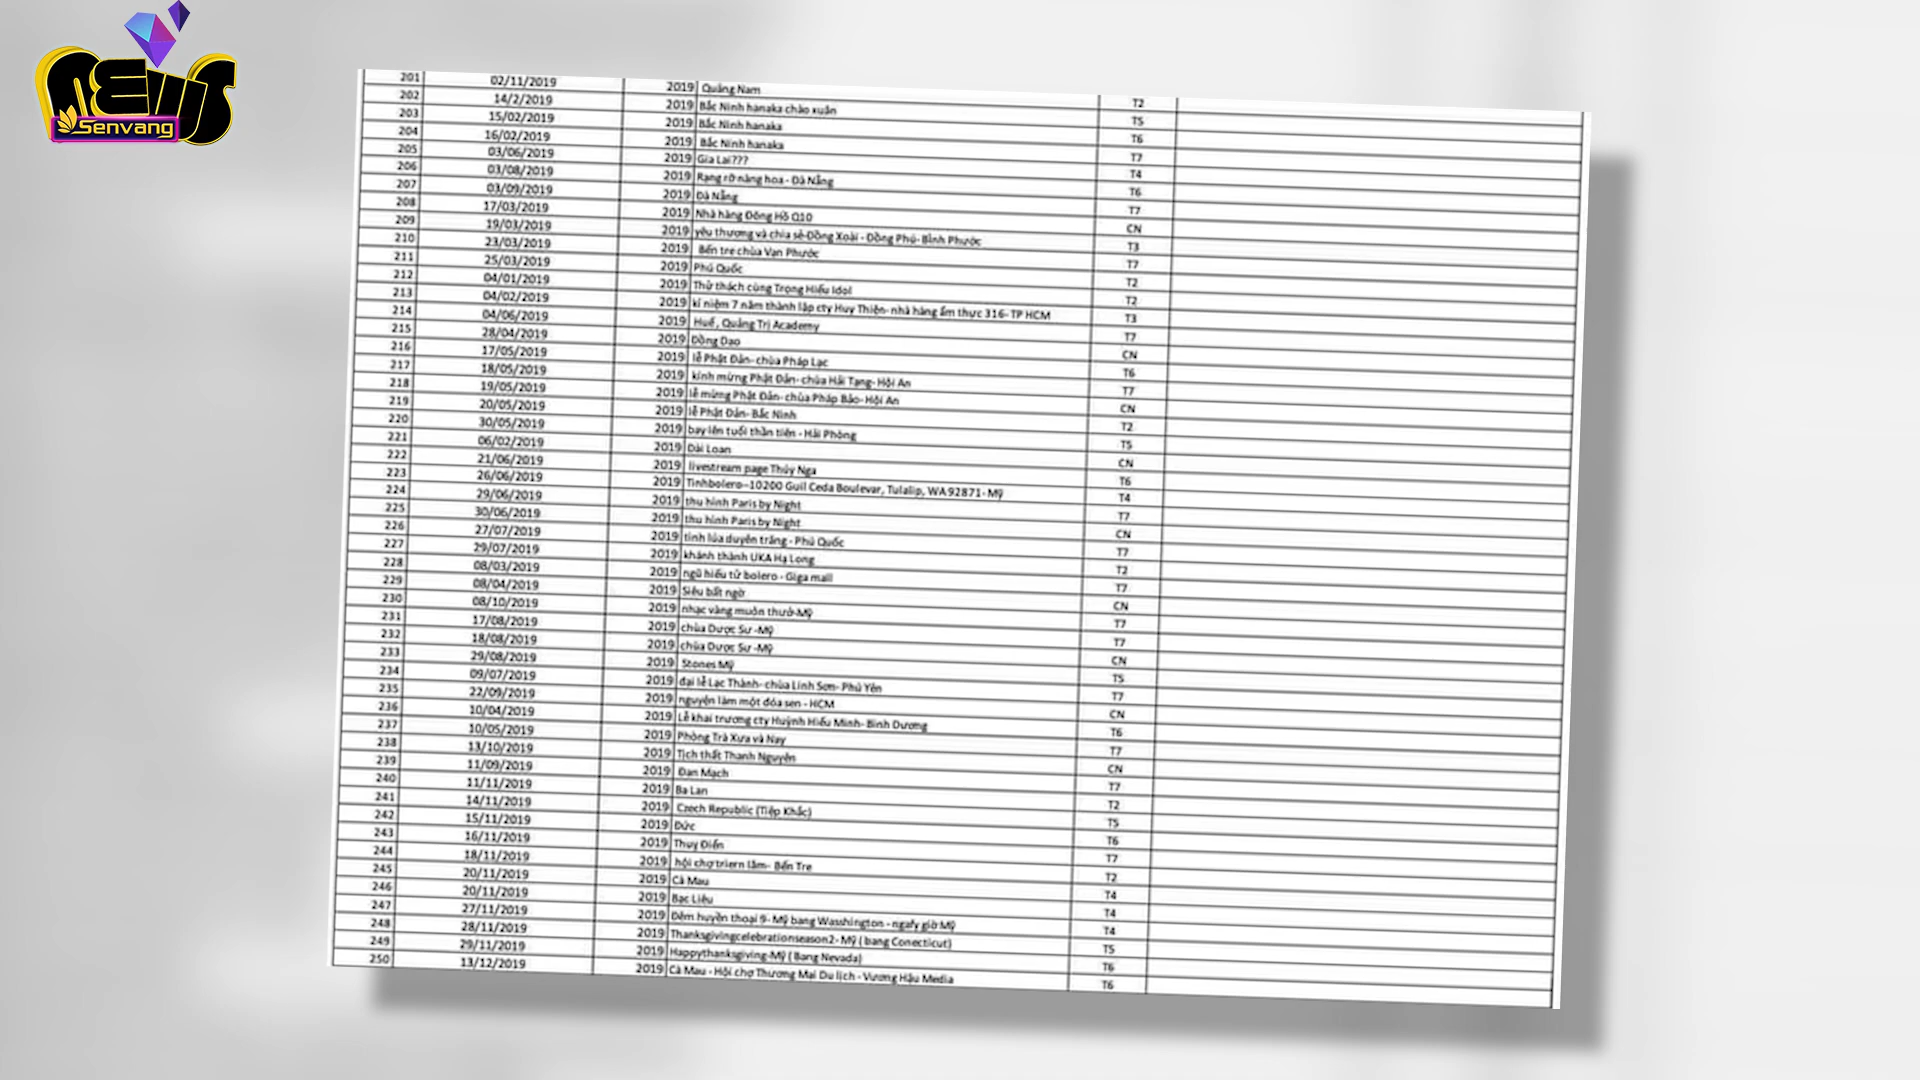 NEWS
Senvang
201 02/11/2019 2019 Quảng Nam T2
202 14/2/2019 2019 Bắc Ninh hanaka chào xuân T5
203 15/02/2019 2019 Bắc Ninh hanaka T6
204 16/02/2019 2019 Bắc Ninh hanaka T7
205 03/06/2019 2019 Gia Lai??? T4
206 03/08/2019 2019 Rạng rỡ nàng hoa - Đà Nẵng T6
207 03/09/2019 2019 Đà Nẵng T7
208 17/03/2019 2019 Nhà hàng Đông Hồ Q10 CN
209 19/03/2019 2019 yêu thương và chia sẻ-Đồng Xoài - Đồng Phú- Bình Phước T3
210 23/03/2019 2019 Bến tre chùa Vạn Phước T7
211 25/03/2019 2019 Phú Quốc T2
212 04/01/2019 2019 Thử thách cùng Trọng Hiếu Idol T2
213 04/02/2019 2019 kỉ niệm 7 năm thành lập cty Huy Thiện- nhà hàng ẩm thực 316- TP HCM T3
214 04/06/2019 2019 Huế, Quảng Trị Academy T7
215 28/04/2019 2019 Đồng Dao CN
216 17/05/2019 2019 lễ Phật Đản- chùa Pháp Lạc T6
217 18/05/2019 2019 kính mừng Phật Đản- chùa Hải Tạng- Hội An T7
218 19/05/2019 2019 lễ mừng Phật Đản- chùa Pháp Bảo- Hội An CN
219 20/05/2019 2019 lễ Phật Đản- Bắc Ninh T2
220 30/05/2019 2019 bay lên tuổi thần tiên - Hải Phòng T5
221 06/02/2019 2019 Đài Loan CN
222 21/06/2019 2019 livestream page Thúy Nga T6
223 26/06/2019 2019 Tinhbolero--10200 Guil Ceda Boulevar, Tulalip, WA 92871- Mỹ T4
224 29/06/2019 2019 thu hình Paris by Night T7
225 30/06/2019 2019 thu hình Paris by Night CN
226 27/07/2019 2019 tình lúa duyên trăng - Phú Quốc T7
227 29/07/2019 2019 khánh thành UKA Hạ Long T2
228 08/03/2019 2019 ngũ hiếu tử bolero - Giga mall T7
229 08/04/2019 2019 Siêu bất ngờ CN
230 08/10/2019 2019 nhạc vàng muôn thuở-Mỹ T7
231 17/08/2019 2019 chùa Dược Sư -Mỹ T7
232 18/08/2019 2019 chùa Dược Sư -Mỹ CN
233 29/08/2019 2019 Stones Mỹ T5
234 09/07/2019 2019 đại lễ Lạc Thành- chùa Linh Sơn- Phú Yên T7
235 22/09/2019 2019 nguyện làm một đóa sen - HCM CN
236 10/04/2019 2019 Lễ khai trương cty Huỳnh Hiếu Minh- Bình Dương T6
237 10/05/2019 2019 Phòng Trà Xưa và Nay T7
238 13/10/2019 2019 Tịch thất Thanh Nguyên CN
239 11/09/2019 2019 Đan Mạch T7
240 11/11/2019 2019 Ba Lan T2
241 14/11/2019 2019 Czech Republic (Tiệp Khắc) T5
242 15/11/2019 2019 Đức T6
243 16/11/2019 2019 Thuỵ Điển T7
244 18/11/2019 2019 hội chợ triern lãm- Bến Tre T2
245 20/11/2019 2019 Cà Mau T4
246 20/11/2019 2019 Bạc Liêu T4
247 27/11/2019 2019 Đêm huyền thoại 9- Mỹ bang Wasshington - ngafy giờ Mỹ T4
248 28/11/2019 2019 Thanksgivingcelebrationseason2- Mỹ ( bang Conecticut) T5
249 29/11/2019 2019 Happythanksgiving-Mỹ ( Bang Nevada) T6
250 13/12/2019 2019 Cà Mau - Hội chợ Thương Mai Du lịch - Vương Hậu Media T6